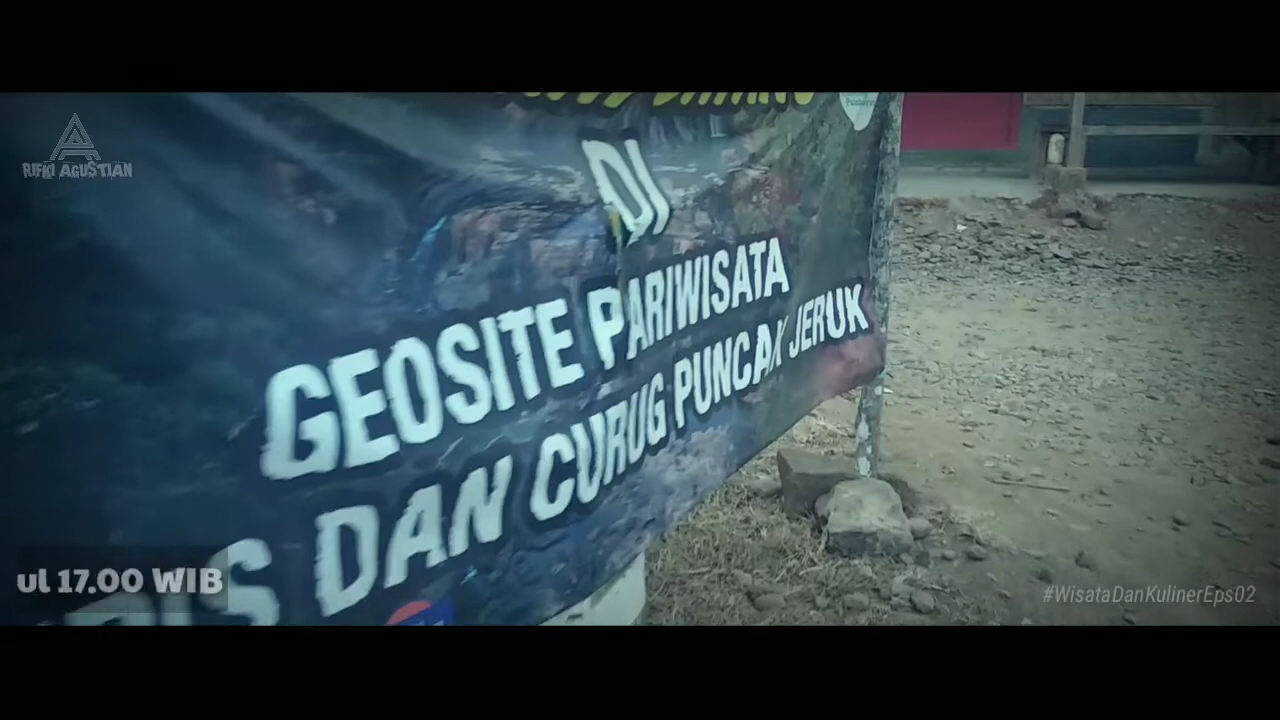 RIFKI AGUSTIAN
DI
GEOSITE PARIWISATA
DAN CURUG PUNCAK JERUK
ul 17.00 WIB
#WisataDanKulinerEps02